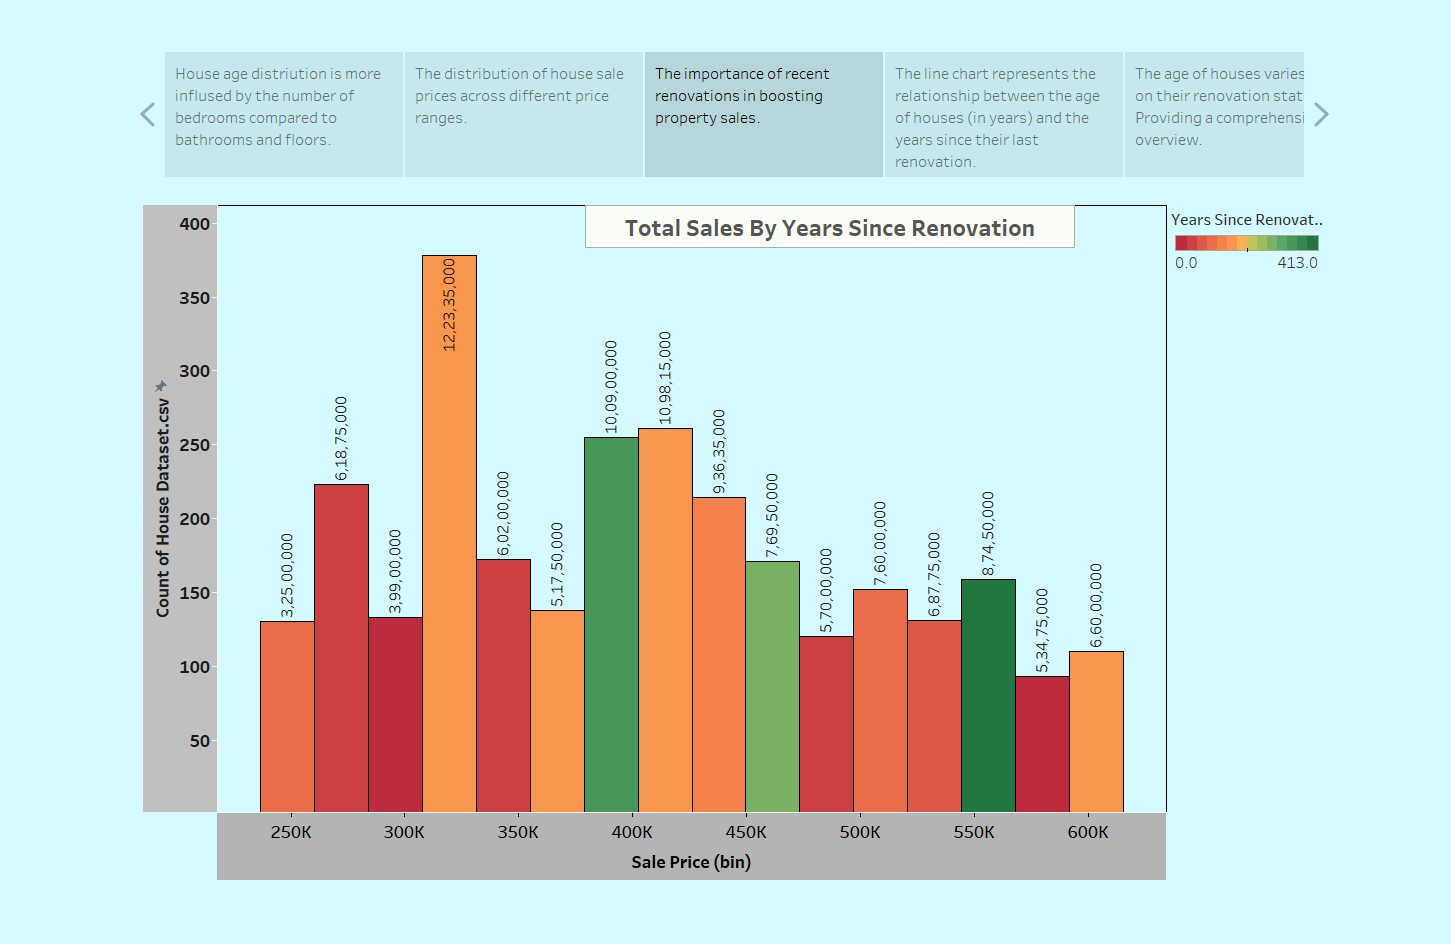 House age distriution is more
inflused by the number of
bedrooms compared to
bathrooms and floors.
The distribution of house sale
prices across different price
ranges.
The importance of recent
renovations in boosting
property sales.
The line chart represents the
relationship between the age
of houses (in years) and the
years since their last
renovation.
The age of houses varies
on their renovation stat
Providing a comprehensi
overview.
Total Sales By Years Since Renovation
Years Since Renovat..
0.0
413.0
Count of House Dataset.csv
400
350
300
250
200
150
100
50
3,25,00,000
6,18,75,000
3,99,00,000
12,23,35,000
6,02,00,000
5,17,50,000
10,09,00,000
10,98,15,000
9,36,35,000
7,69,50,000
5,70,00,000
7,60,00,000
6,87,75,000
8,74,50,000
5,34,75,000
6,60,00,000
250K
300K
350K
400K
450K
500K
550K
600K
Sale Price (bin)